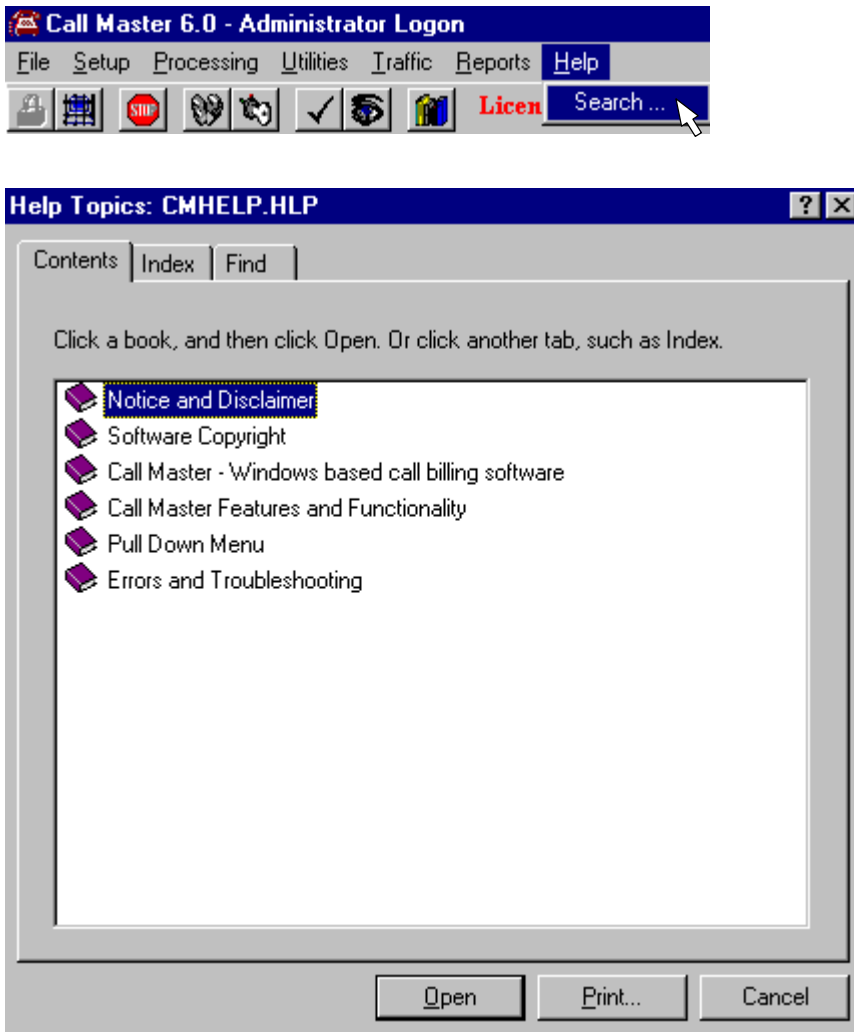 Call Master 6.0 - Administrator Logon
File Setup Processing Utilities Traffic Reports Help
STOP Licen Search ...
Help Topics: CMHELP.HLP
Contents Index Find
Click a book, and then click Open. Or click another tab, such as Index.
Notice and Disclaimer
Software Copyright
Call Master - Windows based call billing software
Call Master Features and Functionality
Pull Down Menu
Errors and Troubleshooting
Open Print... Cancel